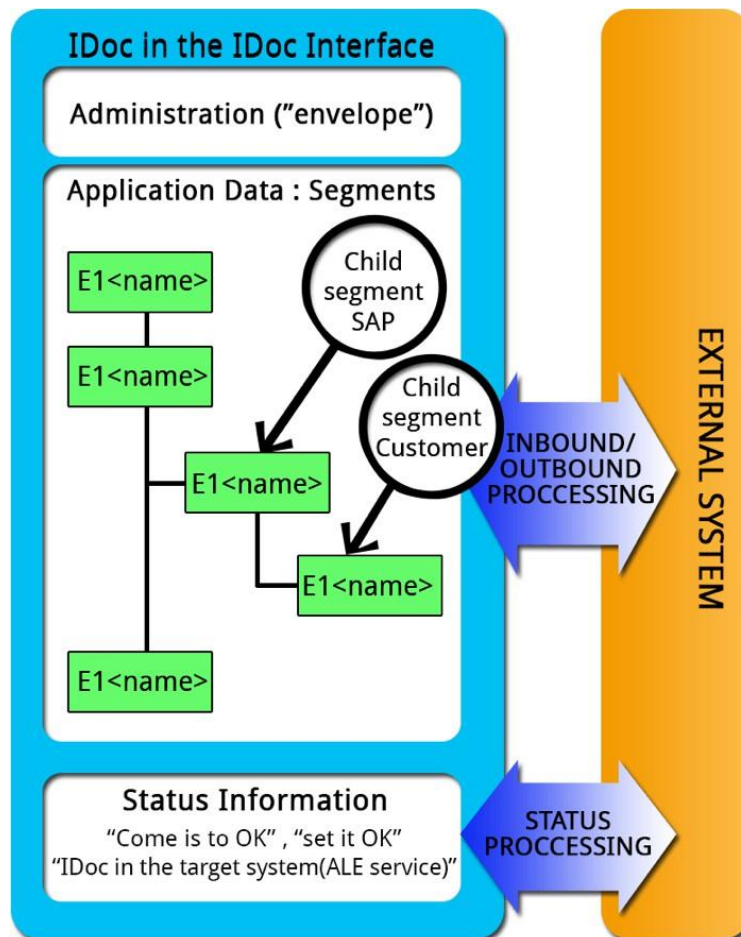 IDoc in the IDoc Interface
Administration ("envelope")
Application Data : Segments
E1<name>
Child
segment
SAP
E1<name>
Child
segment
Customer
E1<name>
E1<name>
E1<name>
INBOUND/
OUTBOUND
PROCCESSING
EXTERNAL SYSTEM
Status Information
“Come is to OK” , “set it OK”
“IDoc in the target system(ALE service)”
STATUS
PROCCESSING